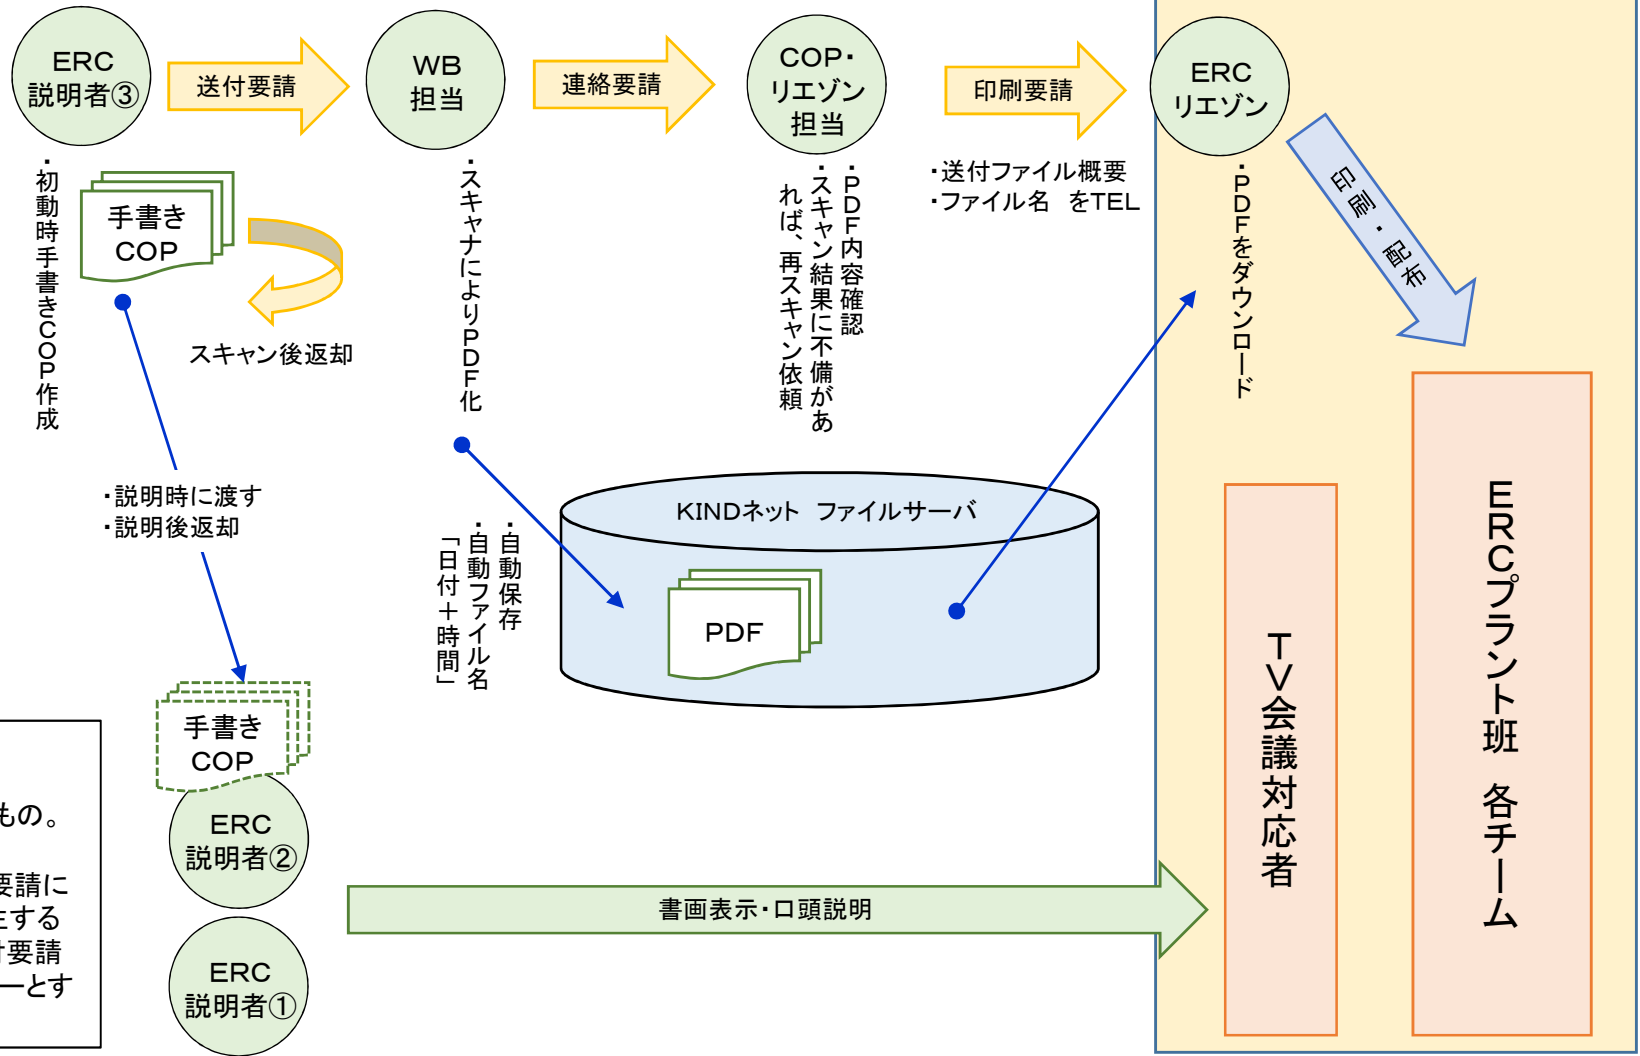 ERC
説明者③
送付要請
WB
担当
連絡要請
COP・
リエゾン
担当
印刷要請
ERC
リエゾン
・初動時手書きCOP作成
手書き
COP
スキャン後返却
・スキャナによりPDF化
・PDF内容確認
・スキャン結果に不備があ
れば、再スキャン依頼
・送付ファイル概要
・ファイル名　をTEL
・PDFをダウンロード
印刷・配布
・説明時に渡す
・説明後返却
・自動保存
・自動ファイル名
「日付＋時間」
KINDネット　ファイルサーバ
PDF
TV会議対応者
ERCプラント班　各チーム
手書き
COP
ERC
説明者②
書画表示・口頭説明
ERC
説明者①
もの。
要請に
生する
付要請
ーとす